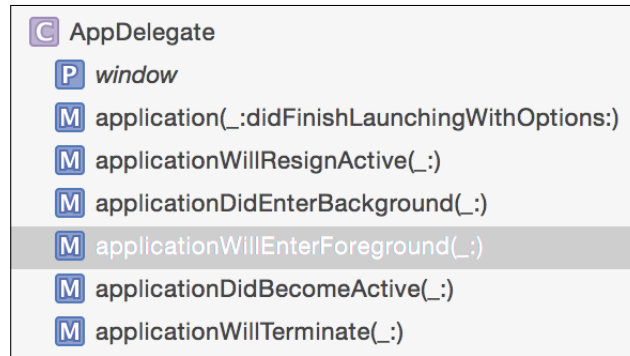 C AppDelegate
P window
M application(_:didFinishLaunchingWithOptions:)
M applicationWillResignActive(_:)
M applicationDidEnterBackground(_:)
M applicationWillEnterForeground(_:)
M applicationDidBecomeActive(_:)
M applicationWillTerminate(_:)